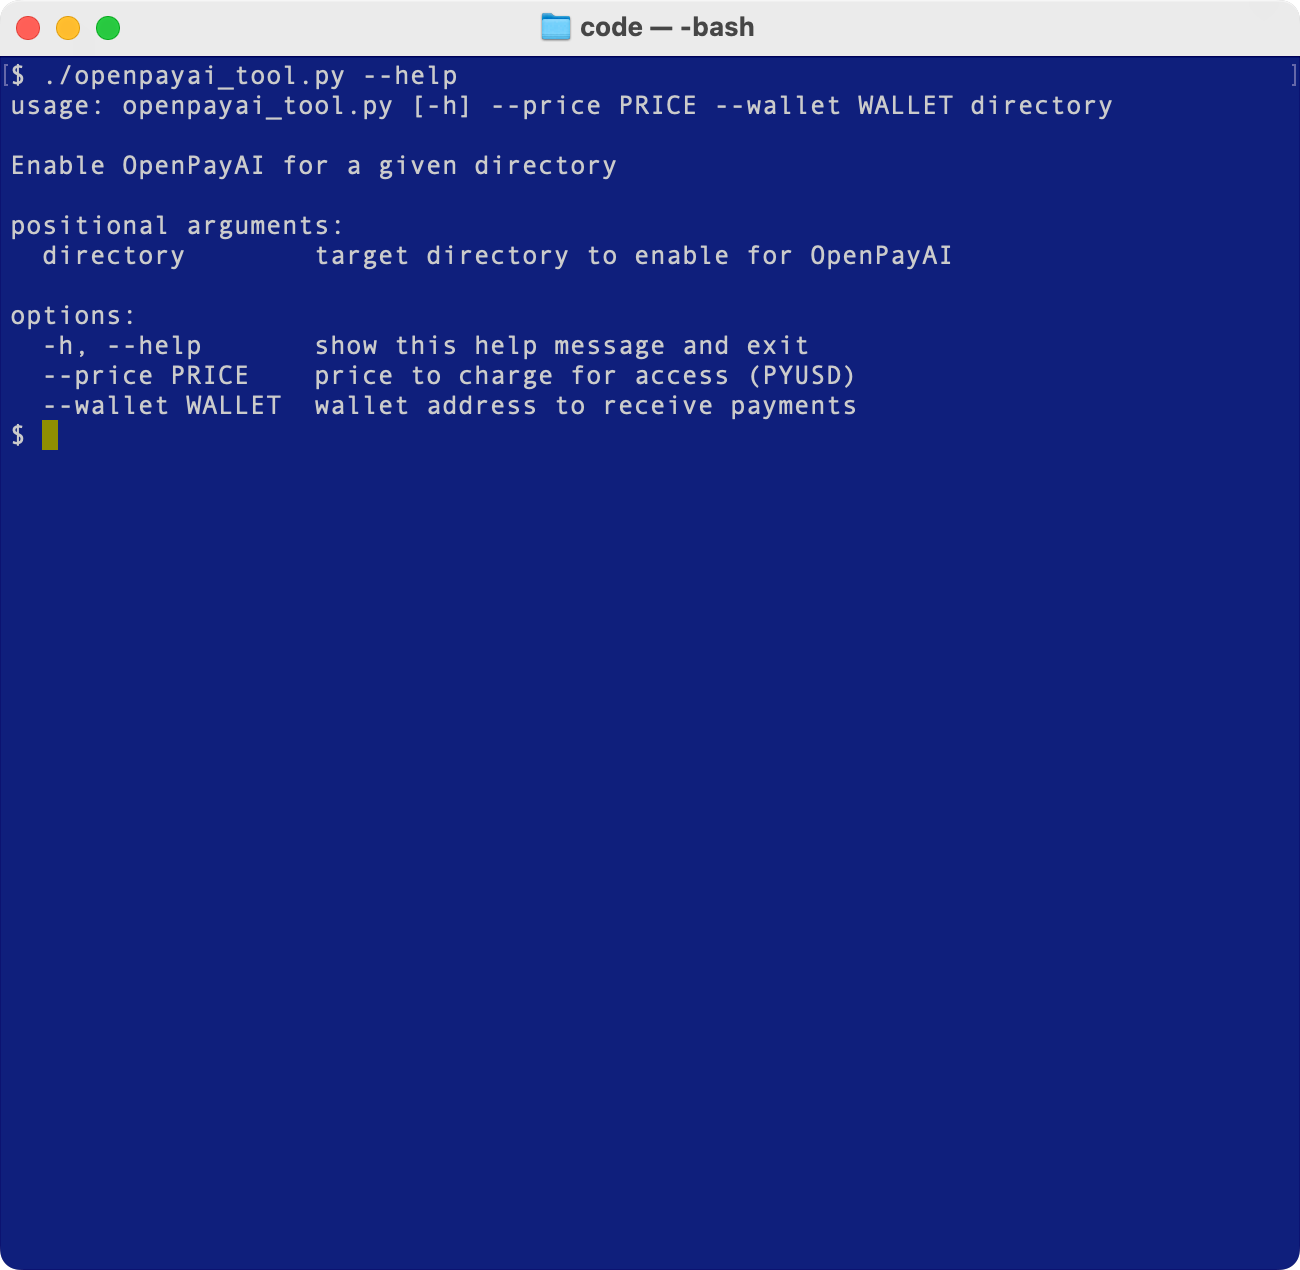 code — -bash
[$ ./openpayai_tool.py --help ]
usage: openpayai_tool.py [-h] --price PRICE --wallet WALLET directory
Enable OpenPayAI for a given directory
positional arguments:
  directory        target directory to enable for OpenPayAI
options:
  -h, --help       show this help message and exit
  --price PRICE    price to charge for access (PYUSD)
  --wallet WALLET  wallet address to receive payments
$